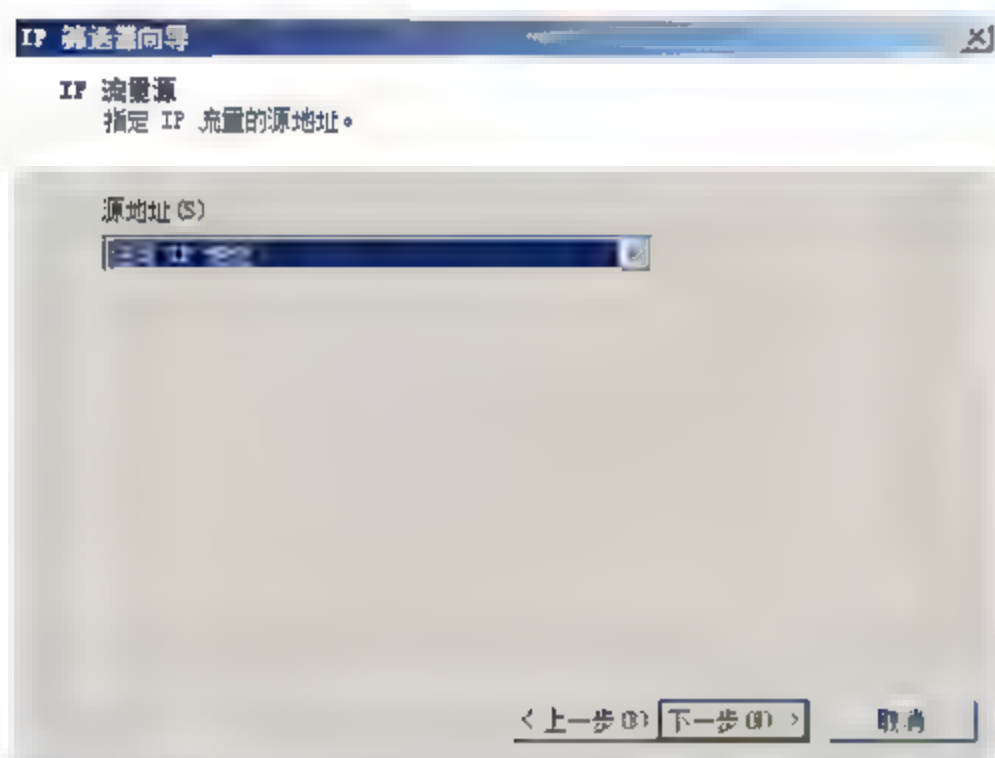 IP 筛选器向导
IP 流量源
指定 IP 流量的源地址。
源地址(S)
IP
< 上一步(B)
下一步(N) >
取消